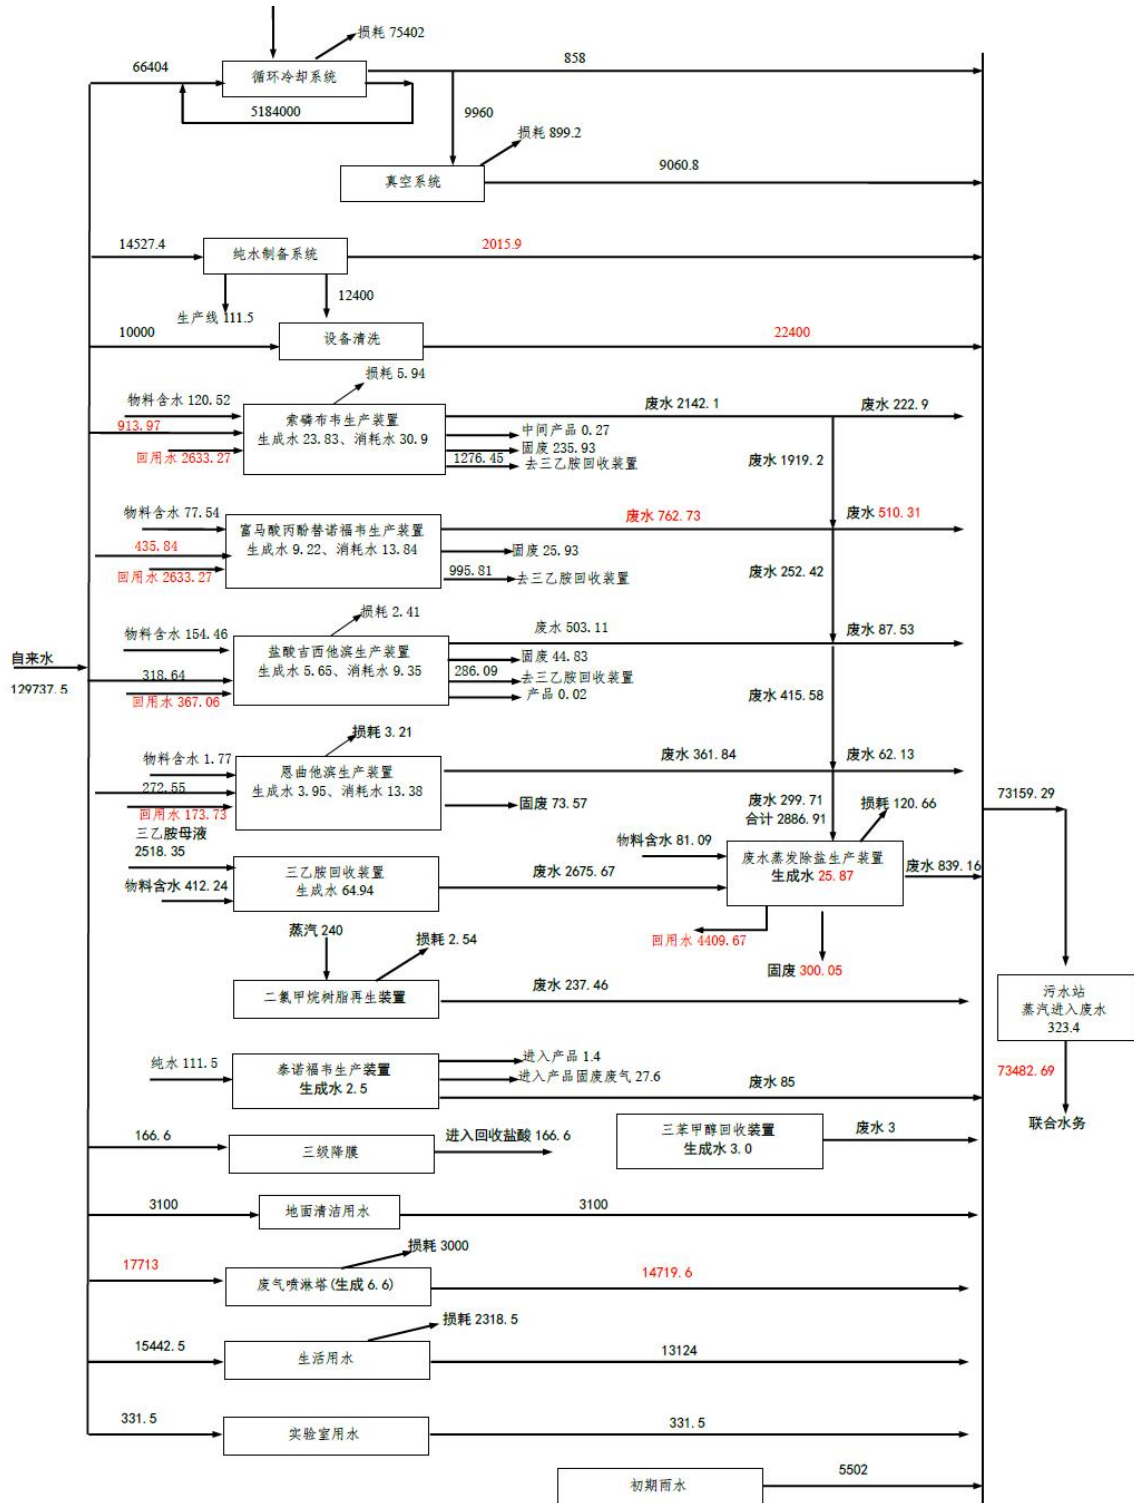 损耗 75402
66404
循环冷却系统
858
5184000
9960
损耗 899.2
真空系统
9060.8
14527.4
纯水制备系统
2015.9
12400
生产线 111.5
10000
设备清洗
22400
损耗 5.94
物料含水 120.52
913.97
回用水 2633.27
索磷布韦生产装置
生成水 23.83、消耗水 30.9
废水 2142.1
废水 222.9
中间产品 0.27
固废 235.93
1276.45
去三乙胺回收装置
废水 1919.2
物料含水 77.54
435.84
回用水 2633.27
富马酸丙酚替诺福韦生产装置
生成水 9.22、消耗水 13.84
废水 762.73
废水 510.31
固废 25.93
995.81
去三乙胺回收装置
废水 252.42
损耗 2.41
物料含水 154.46
318.64
回用水 367.06
盐酸吉西他滨生产装置
生成水 5.65、消耗水 9.35
废水 503.11
废水 87.53
固废 44.83
286.09
去三乙胺回收装置
产品 0.02
废水 415.58
自来水
129737.5
损耗 3.21
物料含水 1.77
272.55
回用水 173.73
恩曲他滨生产装置
生成水 3.95、消耗水 13.38
废水 361.84
废水 62.13
固废 73.57
废水 299.71
合计 2886.91
损耗 120.66
73159.29
三乙胺母液
2518.35
物料含水 412.24
三乙胺回收装置
生成水 64.94
废水 2675.67
物料含水 81.09
废水蒸发除盐生产装置
生成水 25.87
废水 839.16
回用水 4409.67
固废 300.05
蒸汽 240
损耗 2.54
二氯甲烷树脂再生装置
废水 237.46
污水站
蒸汽进入废水
323.4
纯水 111.5
泰诺福韦生产装置
生成水 2.5
进入产品 1.4
进入产品固废废气 27.6
废水 85
73482.69
联合水务
166.6
三级降膜
进入回收盐酸 166.6
三苯甲醇回收装置
生成水 3.0
废水 3
3100
地面清洁用水
3100
损耗 3000
17713
废气喷淋塔(生成 6.6)
14719.6
损耗 2318.5
15442.5
生活用水
13124
331.5
实验室用水
331.5
初期雨水
5502